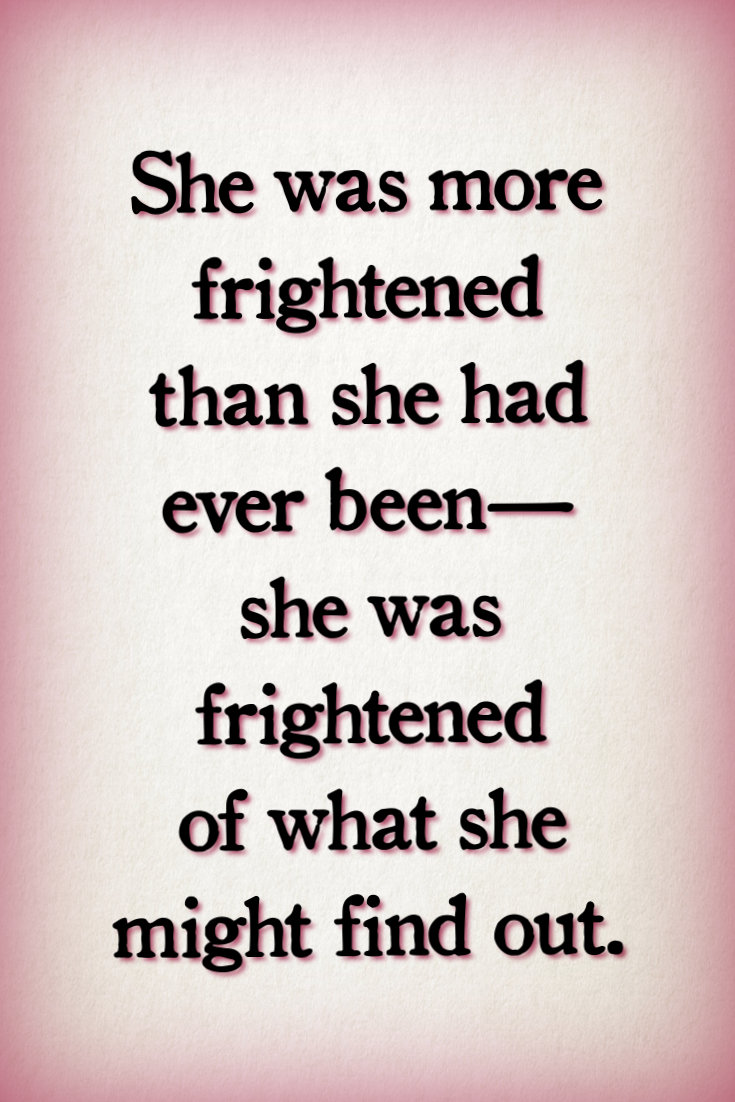 She was more
frightened
than she had
ever been—
she was
frightened
of what she
might find out.